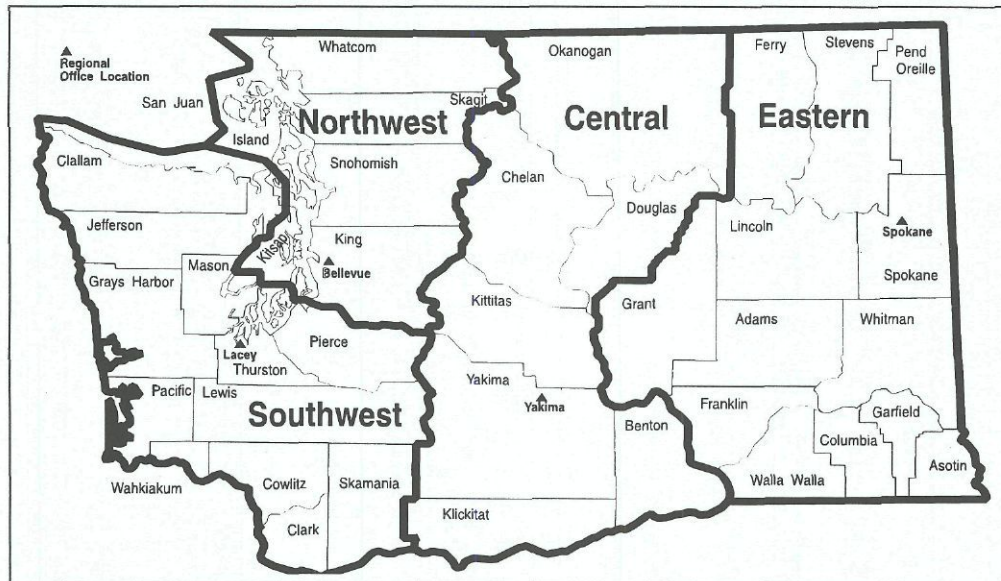 Regional
Office Location
Whatcom
Okanogan
Ferry
Stevens
Pend
Oreille
San Juan
Skagit
Island
Northwest
Central
Eastern
Clallam
Snohomish
Chelan
Douglas
Jefferson
Lincoln
Spokane
Kitsap
King
Bellevue
Mason
Grays Harbor
Spokane
Kittitas
Grant
Adams
Whitman
Pierce
Lacey
Thurston
Yakima
Pacific
Lewis
Yakima
Southwest
Franklin
Garfield
Benton
Columbia
Asotin
Wahkiakum
Cowlitz
Skamania
Walla Walla
Klickitat
Clark